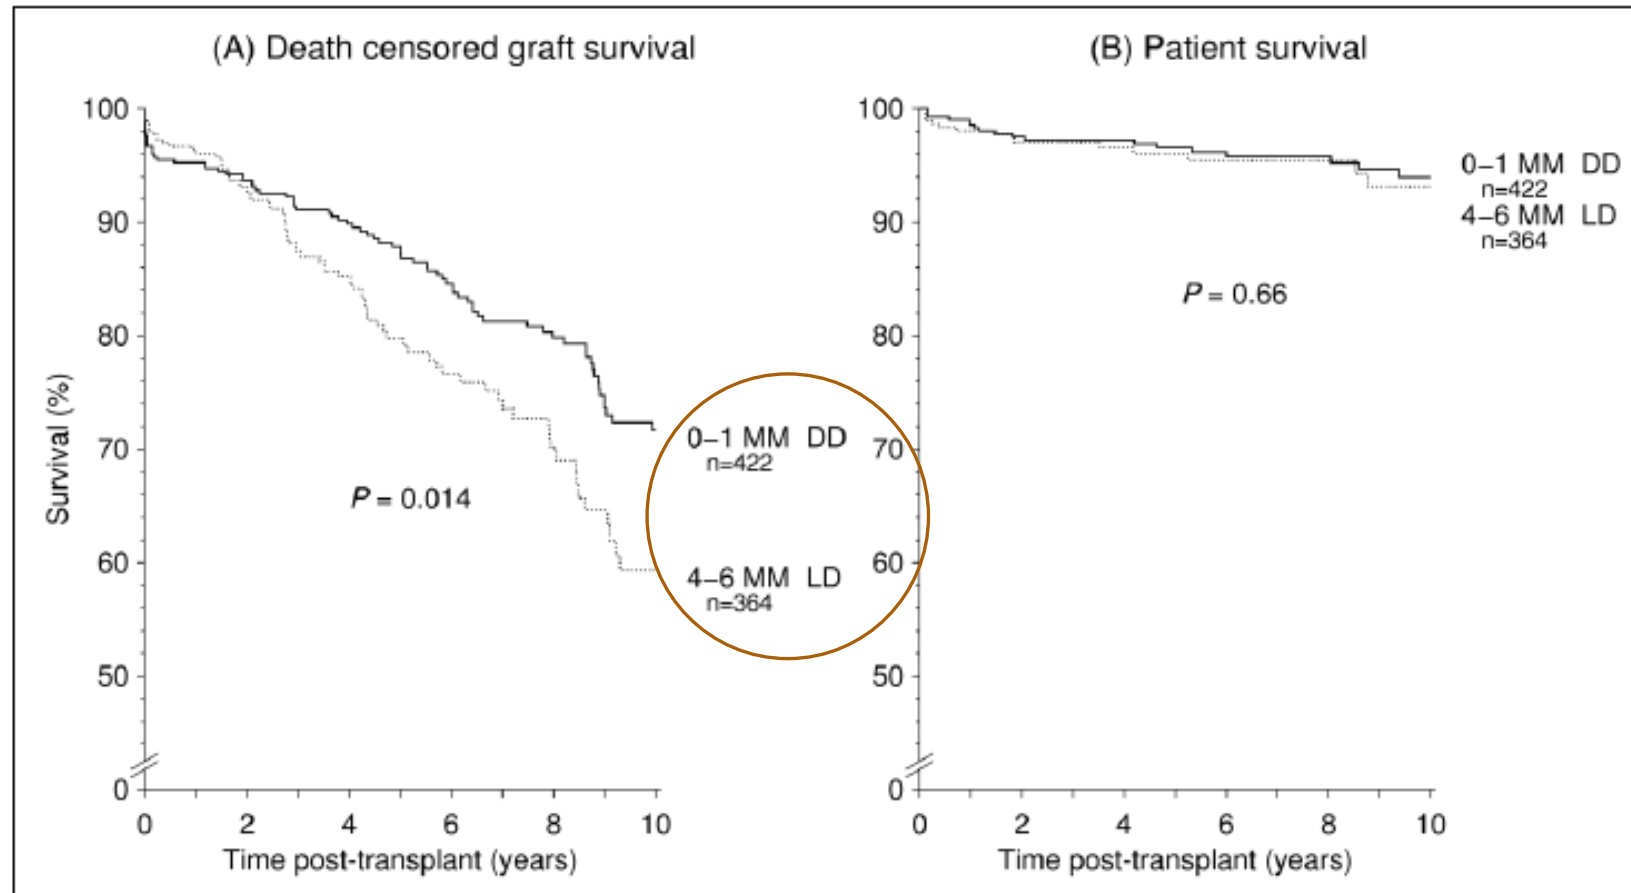 (A) Death censored graft survival
Survival (%)
100
90
80
70
60
50
0
P = 0.014
0–1 MM DD
n=422
4–6 MM LD
n=364
0 2 4 6 8 10
Time post-transplant (years)
(B) Patient survival
100
90
80
70
60
50
0
0–1 MM DD
n=422
4–6 MM LD
n=364
P = 0.66
0 2 4 6 8 10
Time post-transplant (years)